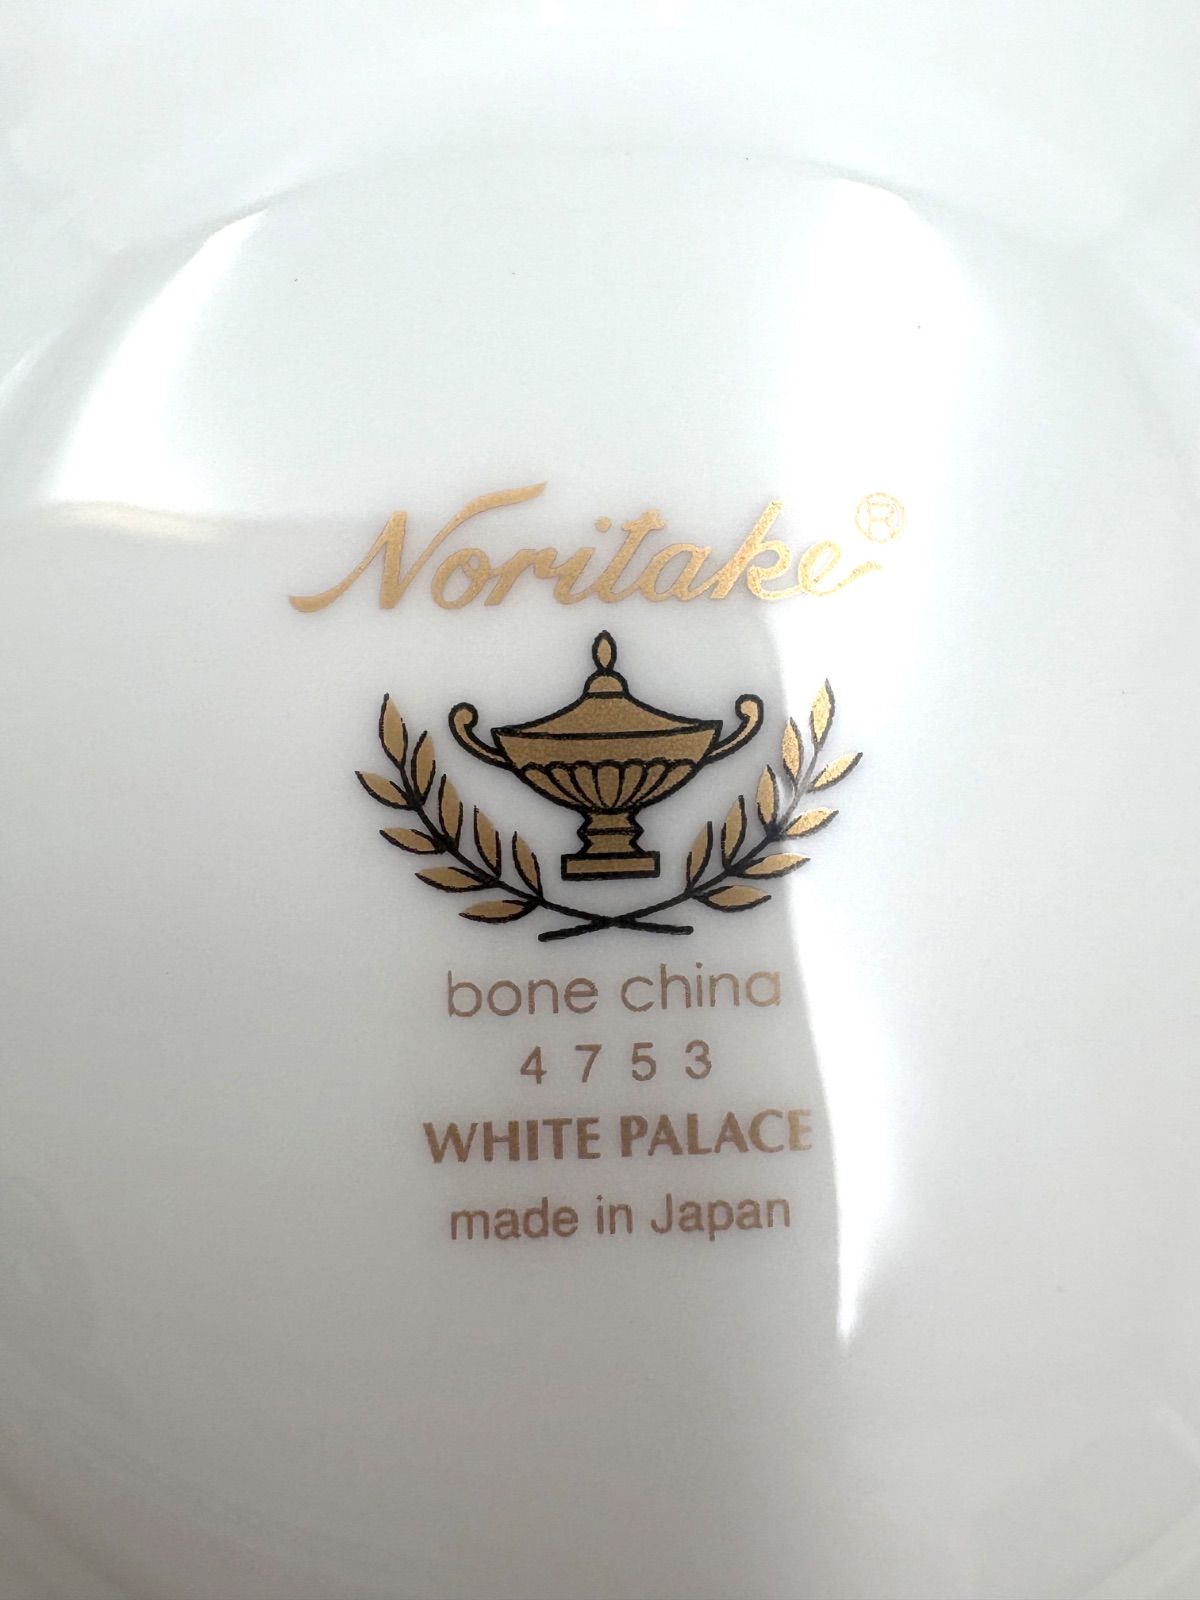 Noritake®
bone china
4753
WHITE PALACE
made in Japan